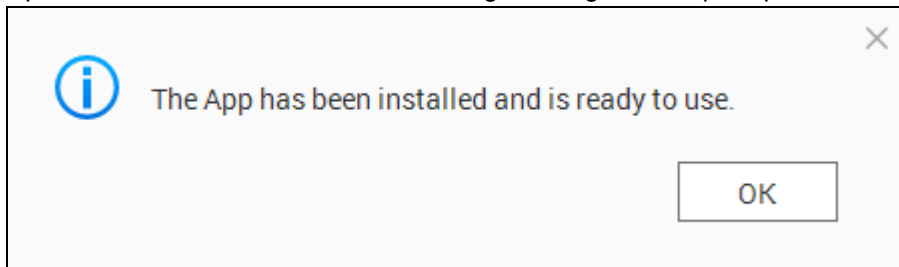 The App has been installed and is ready to use.
OK